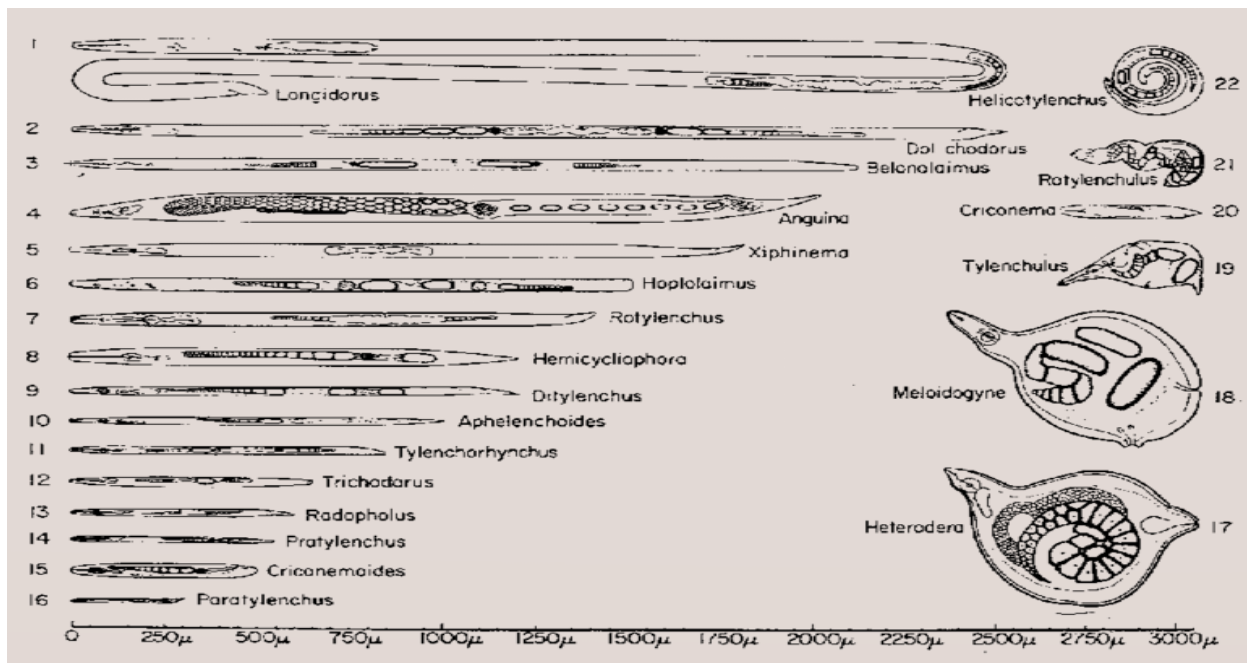 1 Longidorus
2 Dol chodorus
3 Belonolaimus
4 Anguina
5 Xiphinema
6 Hoplolaimus
7 Rotylenchus
8 Hemicycliophora
9 Ditylenchus
10 Aphelenchoides
11 Tylenchorhynchus
12 Trichodorus
13 Radopholus
14 Pratylenchus
15 Criconemoides
16 Paratylenchus
Helicotylenchus 22
Rotylenchulus 21
Criconema 20
Tylenchulus 19
Meloidogyne 18
Heterodera 17
0 250μ 500μ 750μ 1000μ 1250μ 1500μ 1750μ 2000μ 2250μ 2500μ 2750μ 3000μ